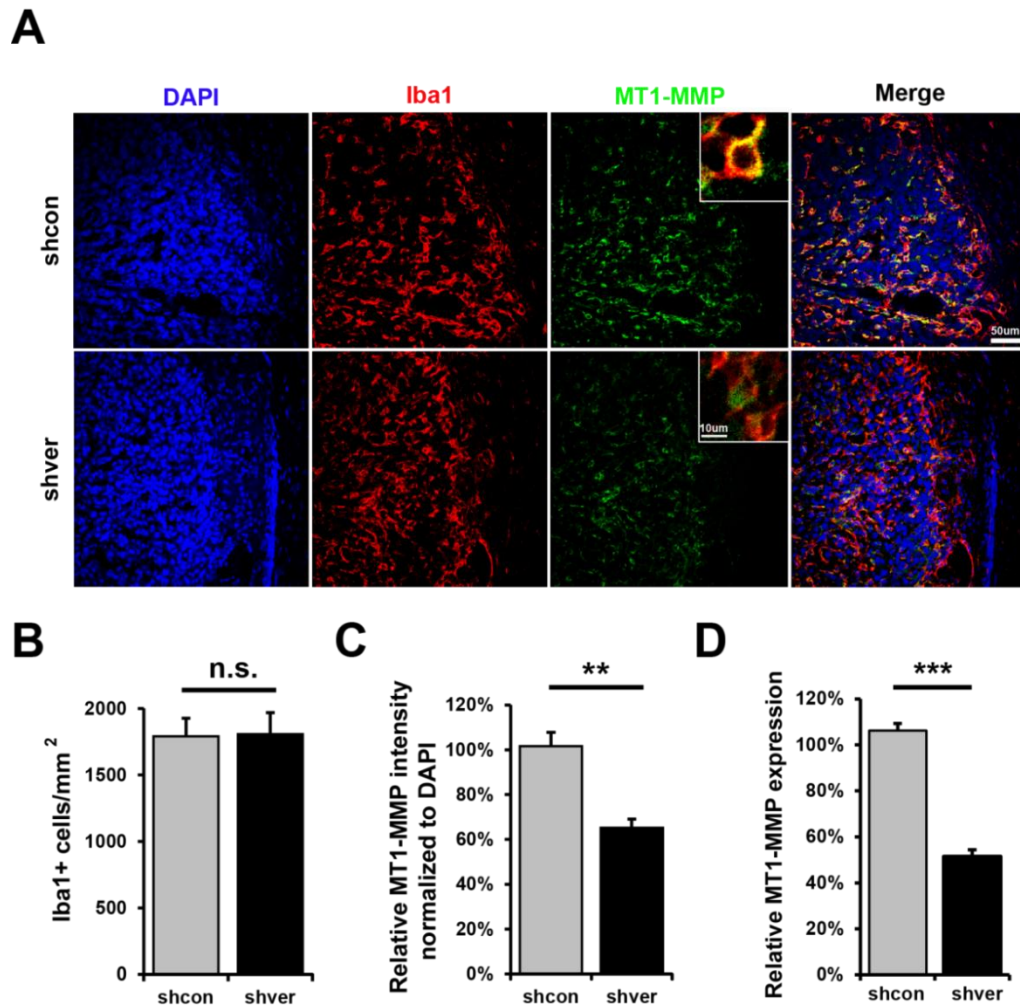 A
DAPI Iba1 MT1-MMP Merge
shcon
50um
shver
10um
B
n.s.
Iba1+ cells/mm 2
2000
1500
1000
500
0
shcon shver
C
**
Relative MT1-MMP intensity
normalized to DAPI
120%
100%
80%
60%
40%
20%
0%
shcon shver
D
***
Relative MT1-MMP expression
120%
100%
80%
60%
40%
20%
0%
shcon shver